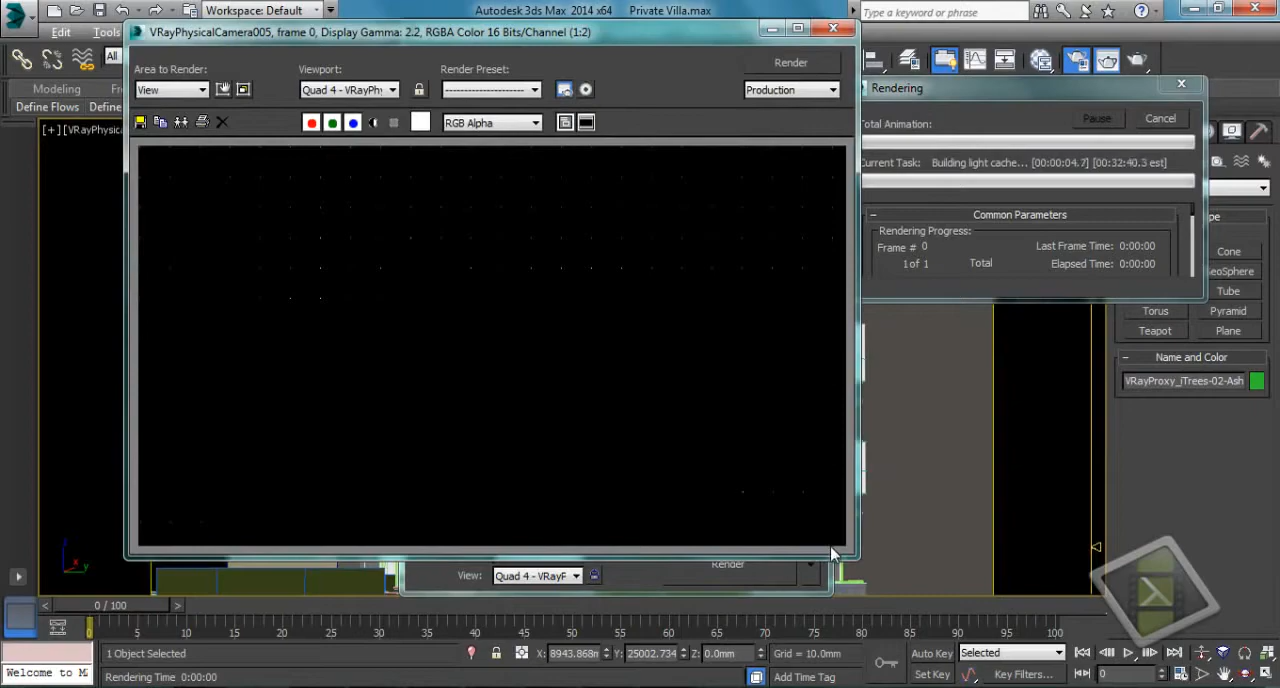 Workspace: Default
Autodesk 3ds Max 2014 x64 Private Villa.max
Type a keyword or phrase
Edit
Tools
All
Modeling
Define Flows
Define
VRayPhysicalCamera005, frame 0, Display Gamma: 2.2, RGBA Color 16 Bits/Channel (1:2)
Area to Render:
Viewport:
Render Preset:
Render
View
Quad 4 - VRayPh
--------------------
Production
RGB Alpha
[+][VRayPhysica
Rendering
Total Animation:
Pause
Cancel
Current Task: Building light cache... [00:00:04.7] [00:32:40.3 est]
Common Parameters
Rendering Progress:
Frame # 0
Last Frame Time: 0:00:00
1 of 1
Total
Elapsed Time: 0:00:00
Cone
GeoSphere
Tube
Torus
Pyramid
Teapot
Plane
Name and Color
VRayProxy_iTrees-02-Ash
View:
Quad 4 - VRayF
Render
0 / 100
5 10 15 20 25 30 35 40 45 50 55 60 65 70 75 80 85 90 95 100
1 Object Selected
X: 8943.868m
Y: 25002.734
Z: 0.0mm
Grid = 10.0mm
Auto Key
Selected
Welcome to M
Rendering Time 0:00:00
Add Time Tag
Set Key
Key Filters...
0